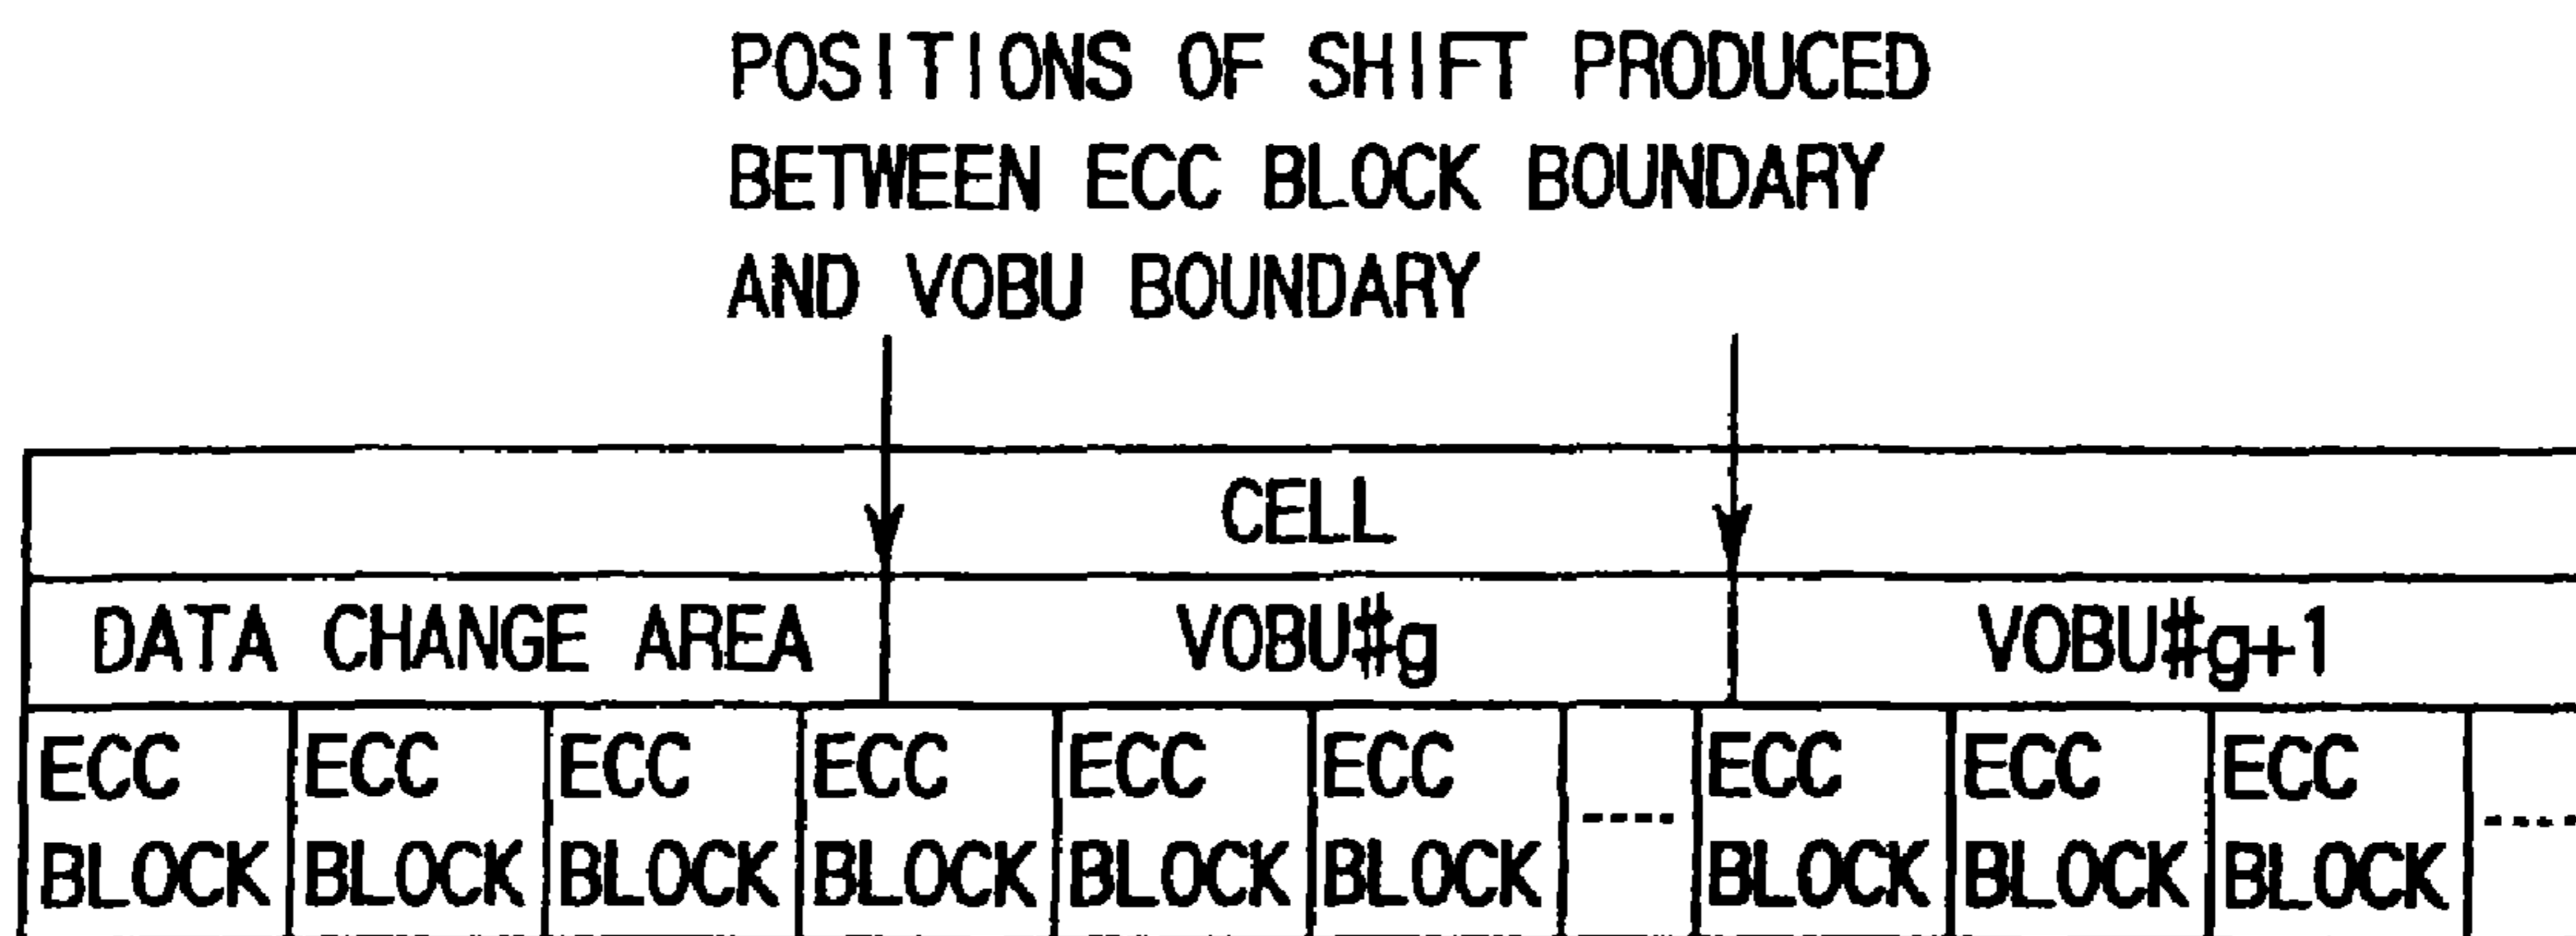 POSITIONS OF SHIFT PRODUCED
BETWEEN ECC BLOCK BOUNDARY
AND VOBU BOUNDARY
CELL
DATA CHANGE AREA VOBU#g VOBU#g+1
ECC ECC ECC ECC ECC ECC ---- ECC ECC ECC ----
BLOCK BLOCK BLOCK BLOCK BLOCK BLOCK BLOCK BLOCK BLOCK